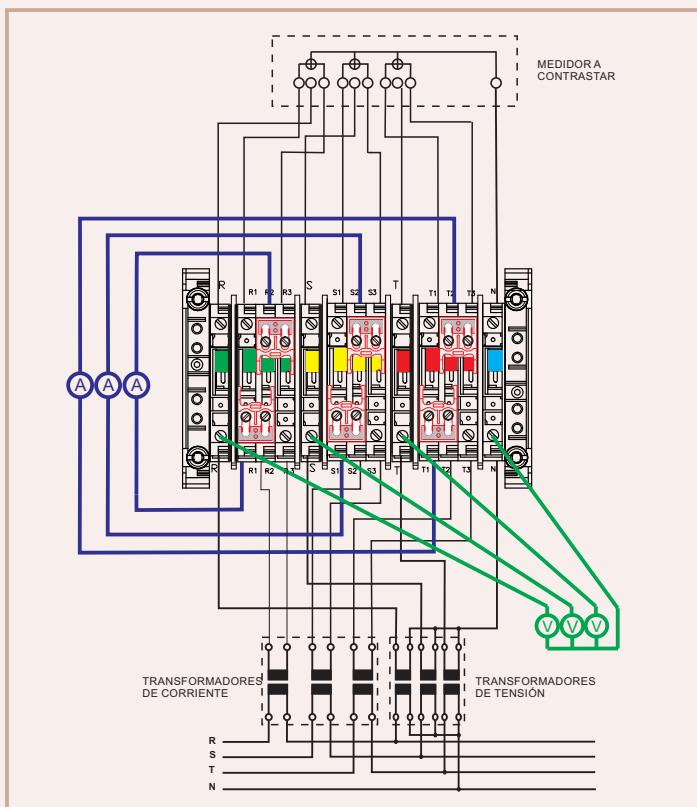 MEDIDOR A
CONTRASTAR
R R1 R2 R3 S S1 S2 S3 T T1 T2 T3 N
A A A
R R1 R2 R3 S S1 S2 S3 T T1 T2 T3 N
V V V
TRANSFORMADORES
DE CORRIENTE
TRANSFORMADORES
DE TENSIÓN
R
S
T
N